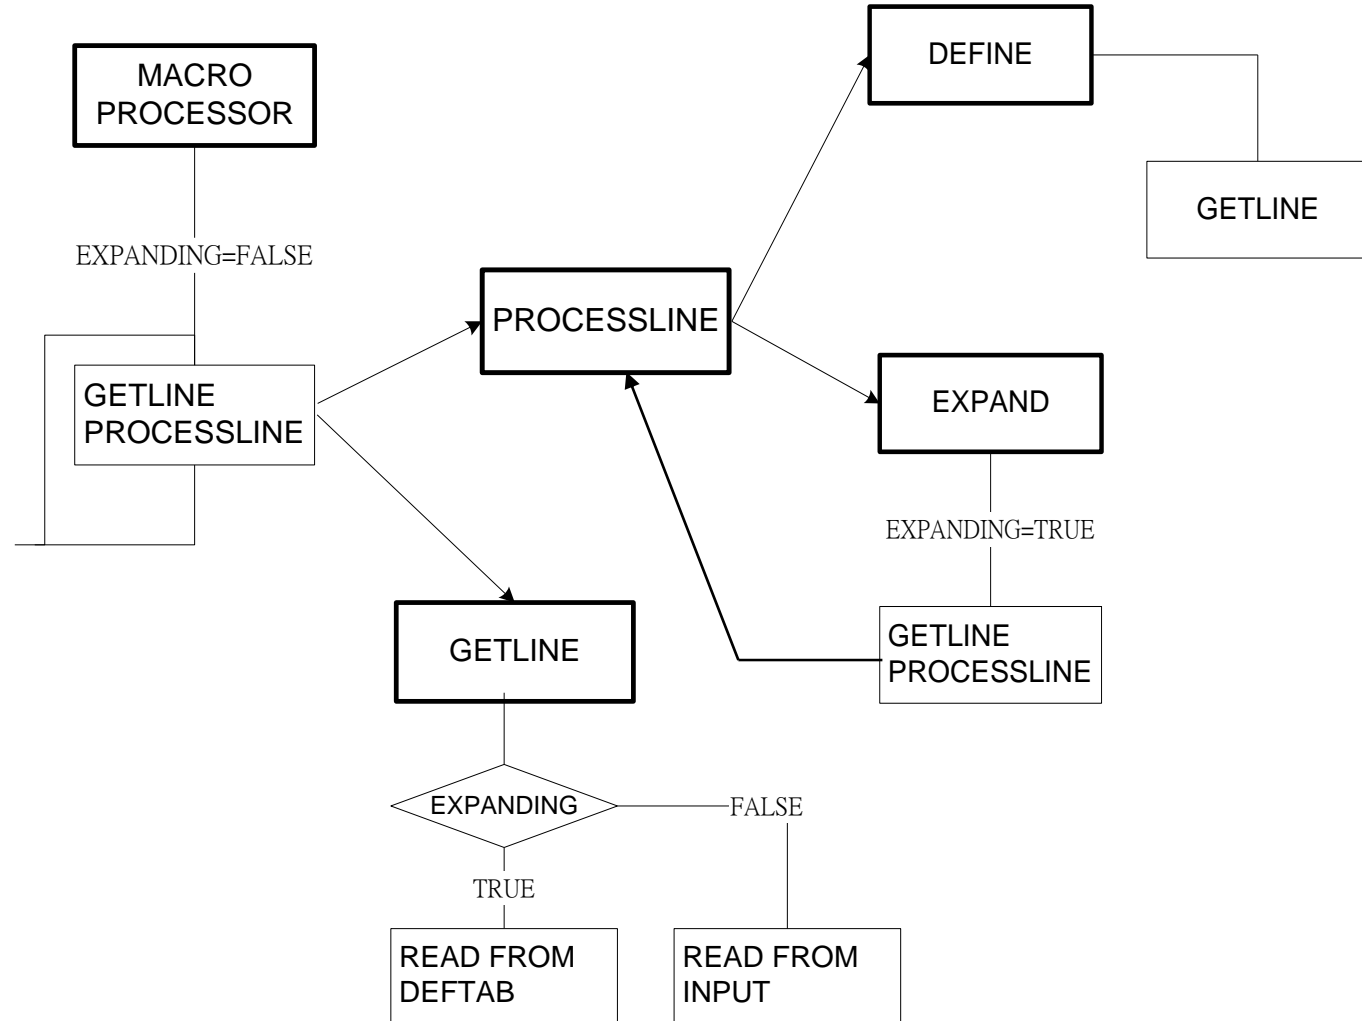 MACRO
PROCESSOR
EXPANDING=FALSE
GETLINE
PROCESSLINE
PROCESSLINE
DEFINE
GETLINE
EXPAND
EXPANDING=TRUE
GETLINE
PROCESSLINE
GETLINE
EXPANDING
FALSE
TRUE
READ FROM
DEFTAB
READ FROM
INPUT